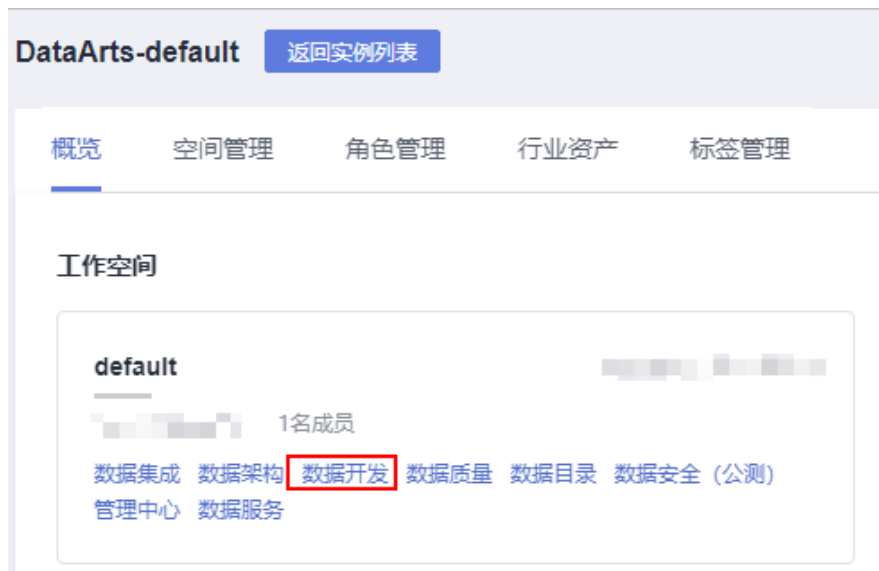 DataArts-default 返回实例列表
概览 空间管理 角色管理 行业资产 标签管理
工作空间
default
1名成员
数据集成 数据架构 数据开发 数据质量 数据目录 数据安全（公测）
管理中心 数据服务